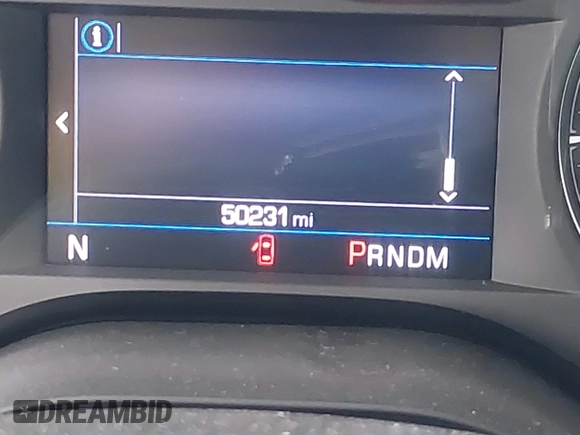 i
50231 mi
N PRNDM
DREAMBID